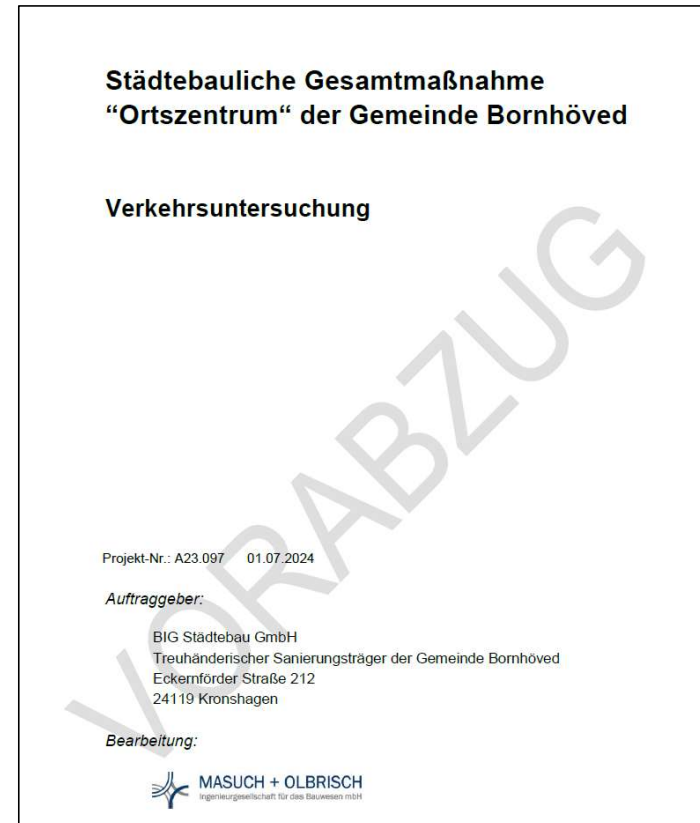 Städtebauliche Gesamtmaßnahme
“Ortszentrum“ der Gemeinde Bornhöved
Verkehrsuntersuchung
VORABZUG
Projekt-Nr.: A23.097 01.07.2024
Auftraggeber:
BIG Städtebau GmbH
Treuhänderischer Sanierungsträger der Gemeinde Bornhöved
Eckernförder Straße 212
24119 Kronshagen
Bearbeitung:
MASUCH + OLBRISCH
Ingenieurgesellschaft für das Bauwesen mbH